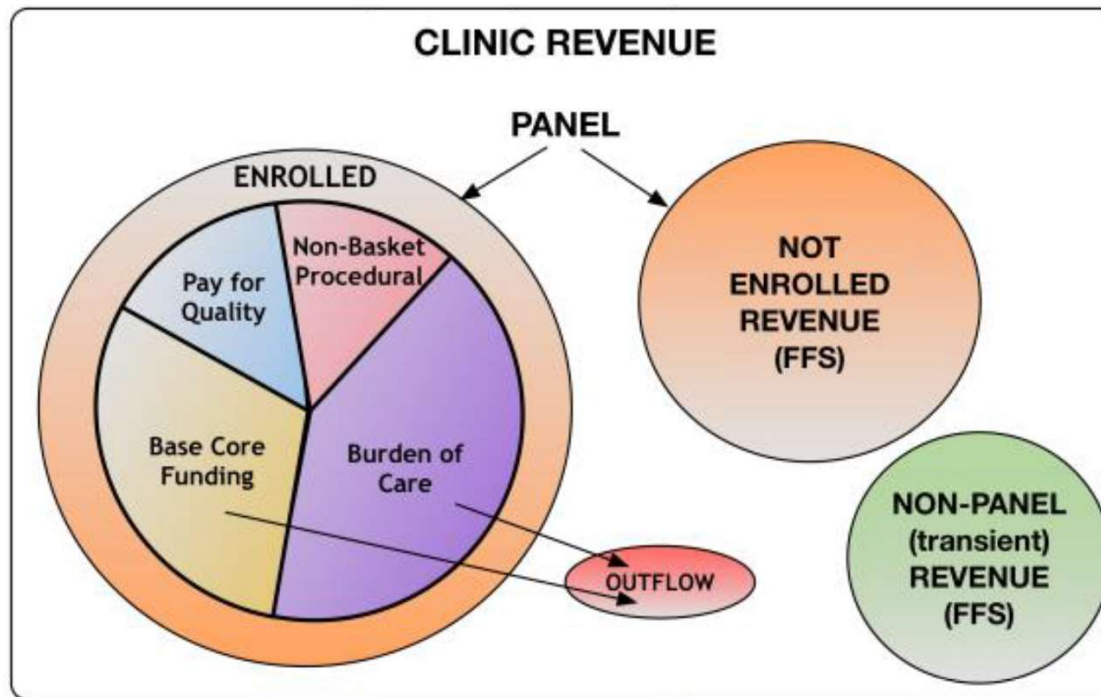 CLINIC REVENUE
PANEL
ENROLLED
Non-Basket
Procedural
Pay for
Quality
Base Core
Funding
Burden of
Care
OUTFLOW
NOT
ENROLLED
REVENUE
(FFS)
NON-PANEL
(transient)
REVENUE
(FFS)